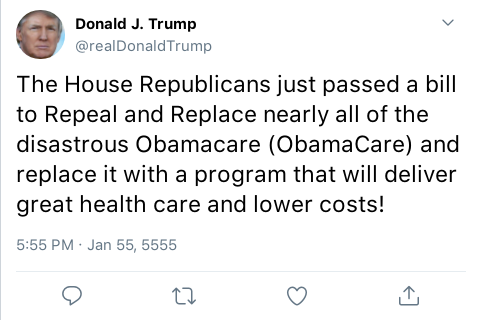 Donald J. Trump
@realDonaldTrump
The House Republicans just passed a bill
to Repeal and Replace nearly all of the
disastrous Obamacare (ObamaCare) and
replace it with a program that will deliver
great health care and lower costs!
5:55 PM · Jan 55, 5555